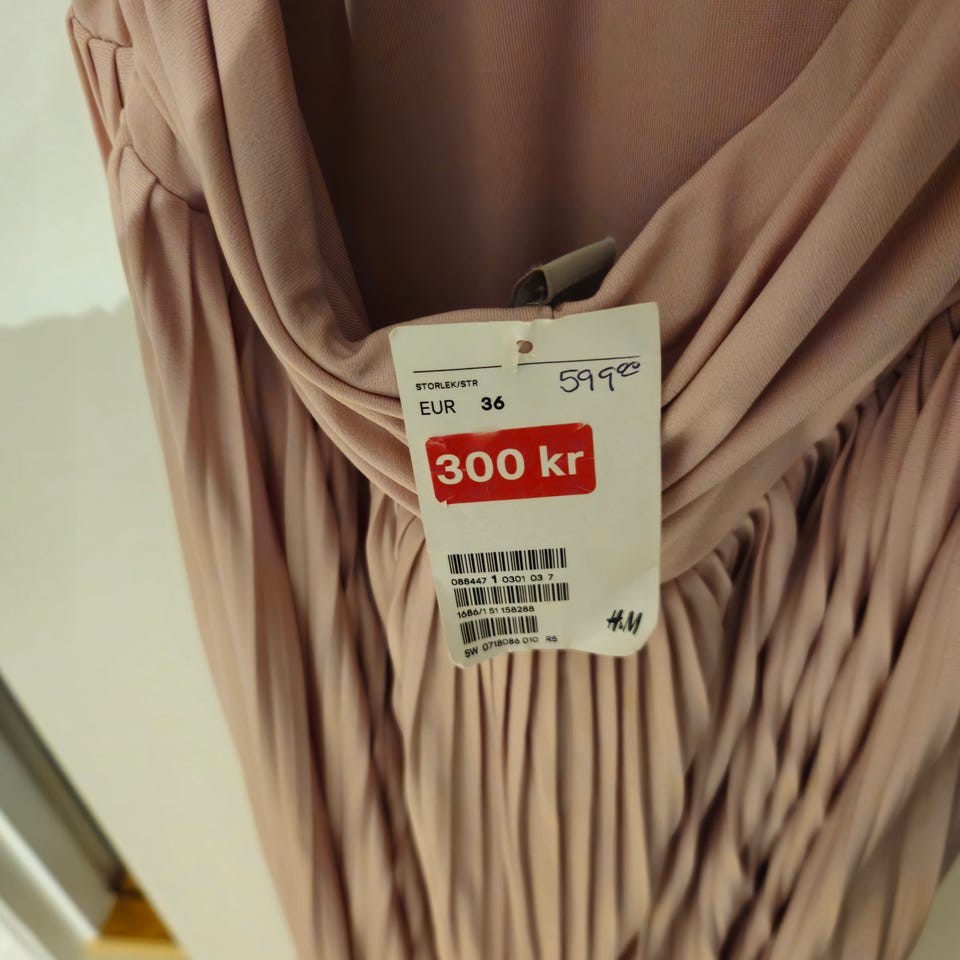 STORLEK/STR
599 00
EUR 36
300 kr
088447 1 0301 03 7
1686/1 51 158288
SW 0718086 010 R5
H&M